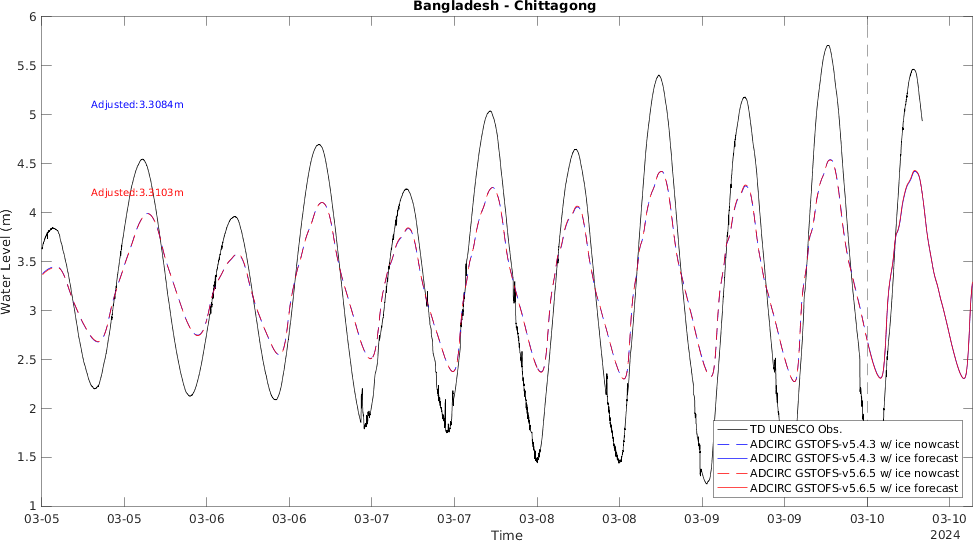 Bangladesh - Chittagong
6
5.5
5
4.5
4
3.5
3
2.5
2
1.5
1
Water Level (m)
Adjusted:3.3084m
Adjusted:3.3103m
TD UNESCO Obs.
ADCIRC GSTOFS-v5.4.3 w/ ice nowcast
ADCIRC GSTOFS-v5.4.3 w/ ice forecast
ADCIRC GSTOFS-v5.6.5 w/ ice nowcast
ADCIRC GSTOFS-v5.6.5 w/ ice forecast
03-05 03-05 03-06 03-06 03-07 03-07 03-08 03-08 03-09 03-09 03-10 03-10
Time
2024